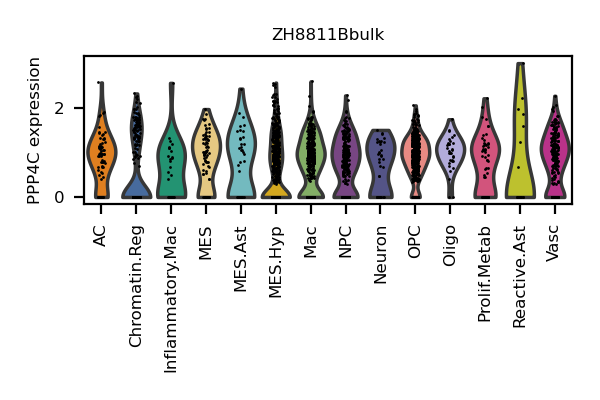 ZH8811Bbulk
PPP4C expression
2
0
AC
Chromatin.Reg
Inflammatory.Mac
MES
MES.Ast
MES.Hyp
Mac
NPC
Neuron
OPC
Oligo
Prolif.Metab
Reactive.Ast
Vasc